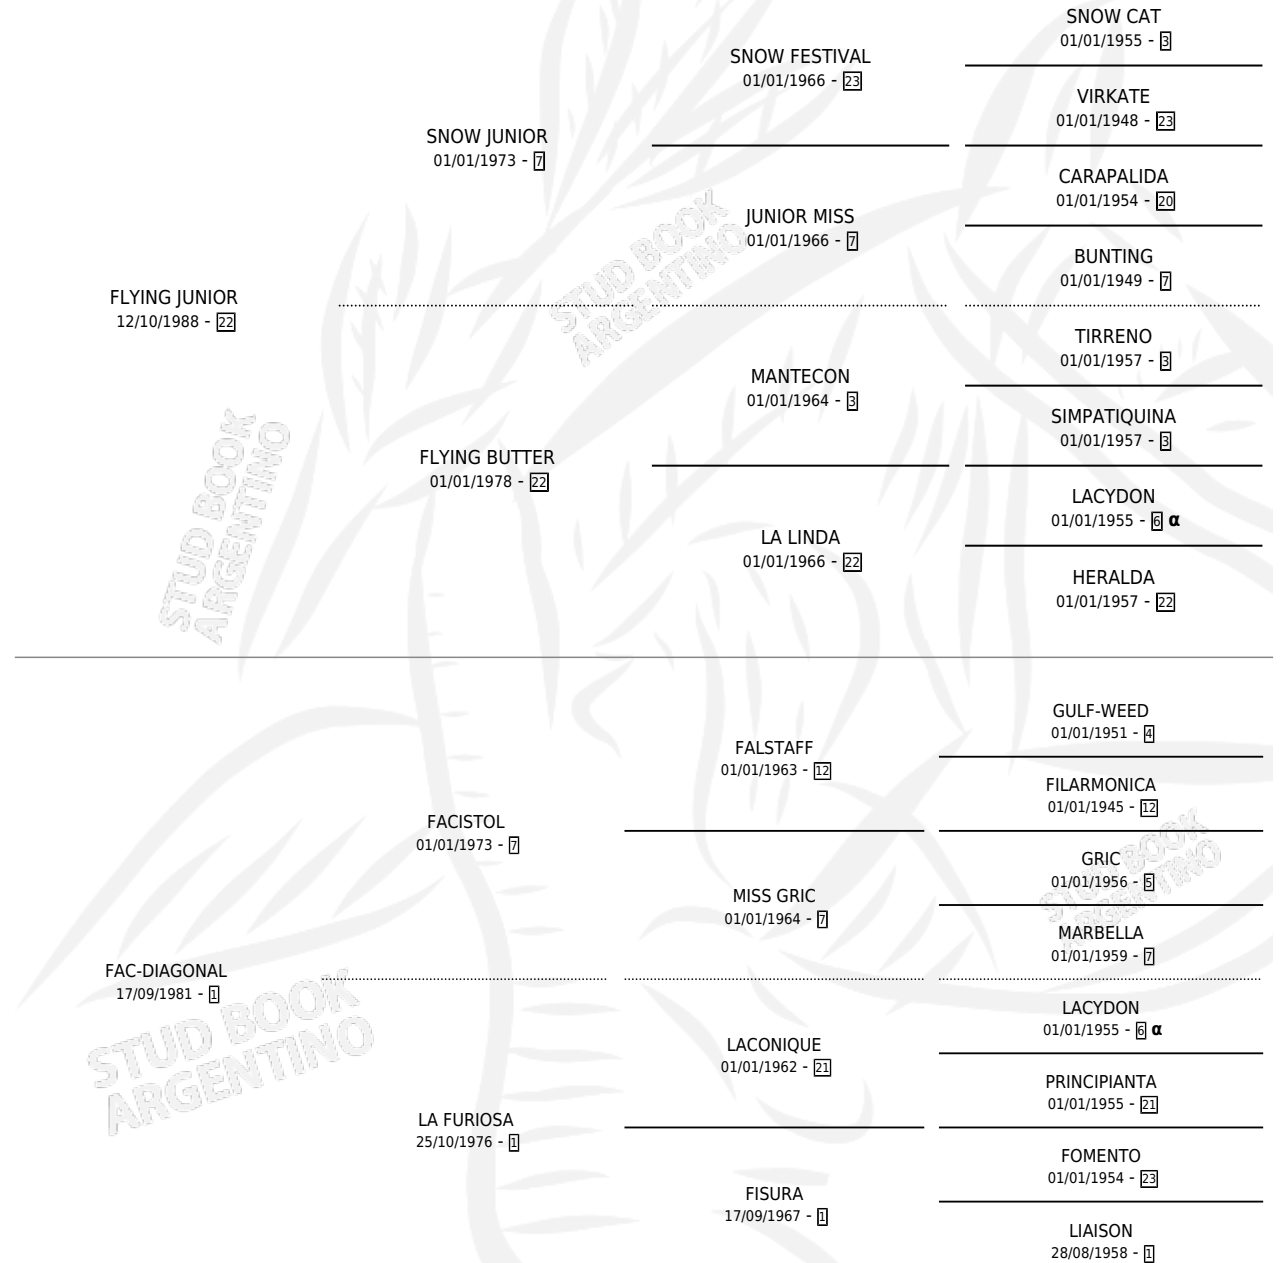 SNOW CAT
01/01/1955 - 3
SNOW FESTIVAL
01/01/1966 - 23
VIRKATE
01/01/1948 - 23
SNOW JUNIOR
01/01/1973 - 7
CARAPALIDA
01/01/1954 - 20
JUNIOR MISS
01/01/1966 - 7
BUNTING
01/01/1949 - 7
FLYING JUNIOR
12/10/1988 - 22
TIRRENO
01/01/1957 - 3
MANTECON
01/01/1964 - 3
SIMPATIQUINA
01/01/1957 - 3
FLYING BUTTER
01/01/1978 - 22
LACYDON
01/01/1955 - 6 α
LA LINDA
01/01/1966 - 22
HERALDA
01/01/1957 - 22
GULF-WEED
01/01/1951 - 4
FALSTAFF
01/01/1963 - 12
FILARMONICA
01/01/1945 - 12
FACISTOL
01/01/1973 - 7
GRIC
01/01/1956 - 5
MISS GRIC
01/01/1964 - 7
MARBELLA
01/01/1959 - 7
FAC-DIAGONAL
17/09/1981 - 1
LACYDON
01/01/1955 - 6 α
LACONIQUE
01/01/1962 - 21
PRINCIPIANTA
01/01/1955 - 21
LA FURIOSA
25/10/1976 - 1
FOMENTO
01/01/1954 - 23
FISURA
17/09/1967 - 1
LIAISON
28/08/1958 - 1
STUD BOOK
ARGENTINO
STUD BOOK
ARGENTINO
STUD BOOK
ARGENTINO
STUD BOOK
ARGENTINO